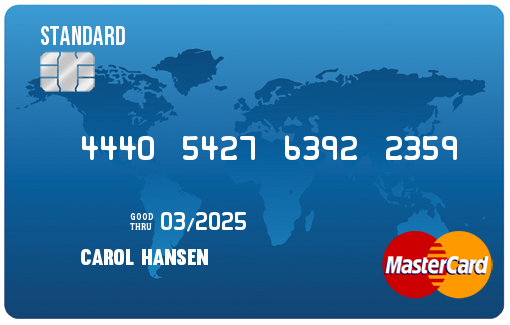 STANDARD
4440 5427 6392 2359
GOOD
THRU 03/2025
CAROL HANSEN
MasterCard